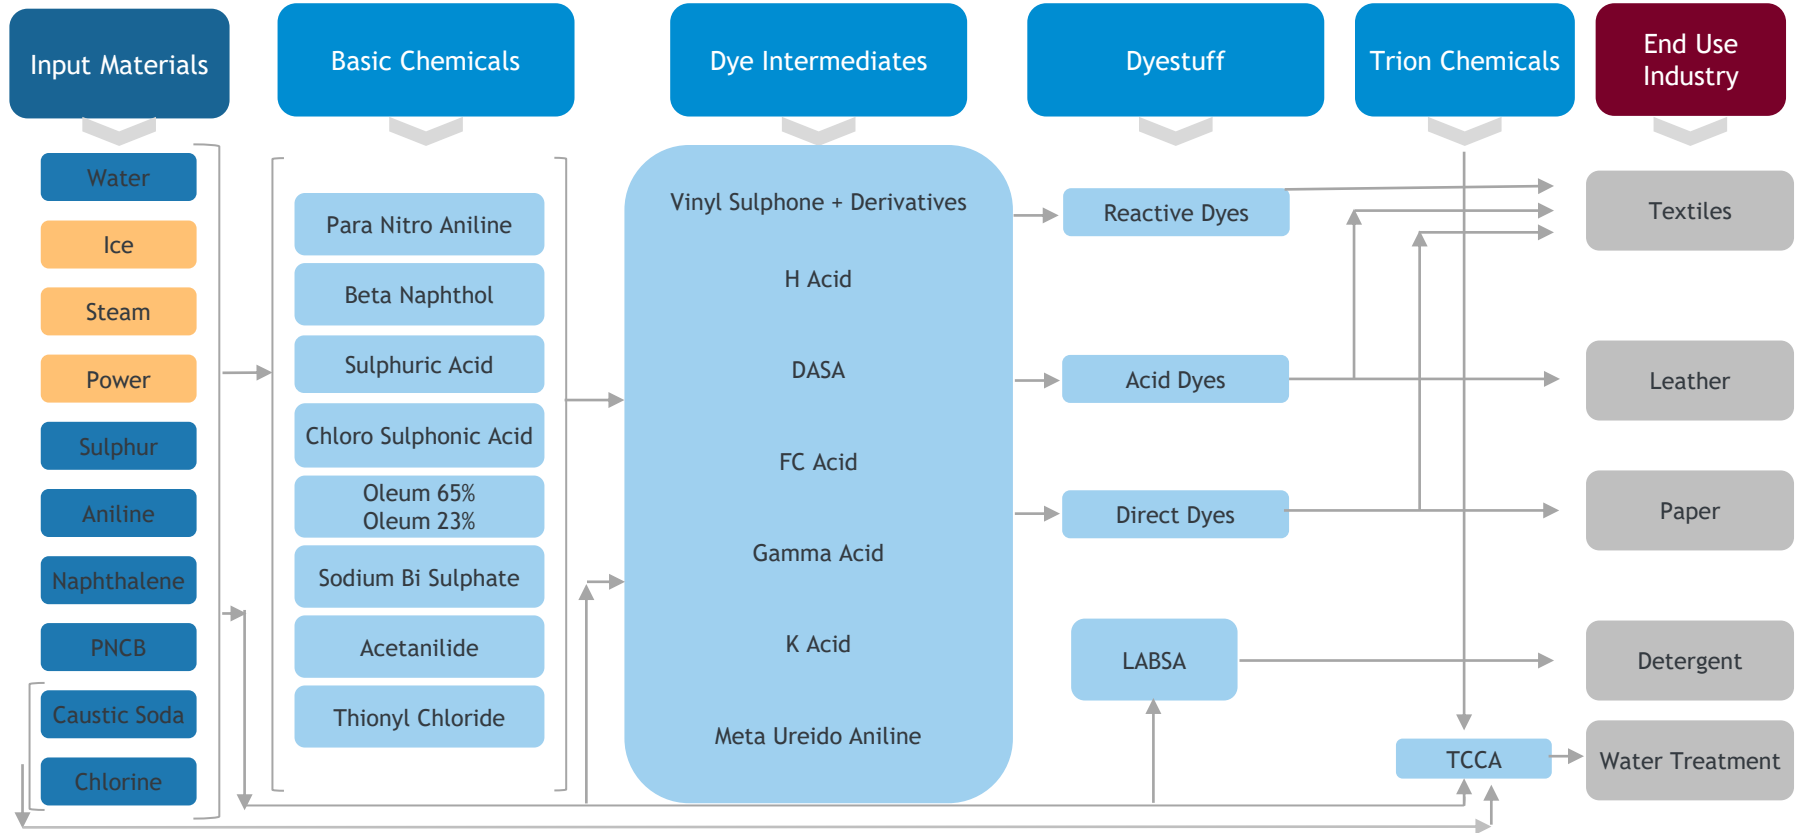 Input Materials
Basic Chemicals
Dye Intermediates
Dyestuff
Trion Chemicals
End Use
Industry
Water
Ice
Steam
Power
Sulphur
Aniline
Naphthalene
PNCB
Caustic Soda
Chlorine
Para Nitro Aniline
Beta Naphthol
Sulphuric Acid
Chloro Sulphonic Acid
Oleum 65%
Oleum 23%
Sodium Bi Sulphate
Acetanilide
Thionyl Chloride
Vinyl Sulphone + Derivatives
H Acid
DASA
FC Acid
Gamma Acid
K Acid
Meta Ureido Aniline
Reactive Dyes
Acid Dyes
Direct Dyes
LABSA
TCCA
Textiles
Leather
Paper
Detergent
Water Treatment